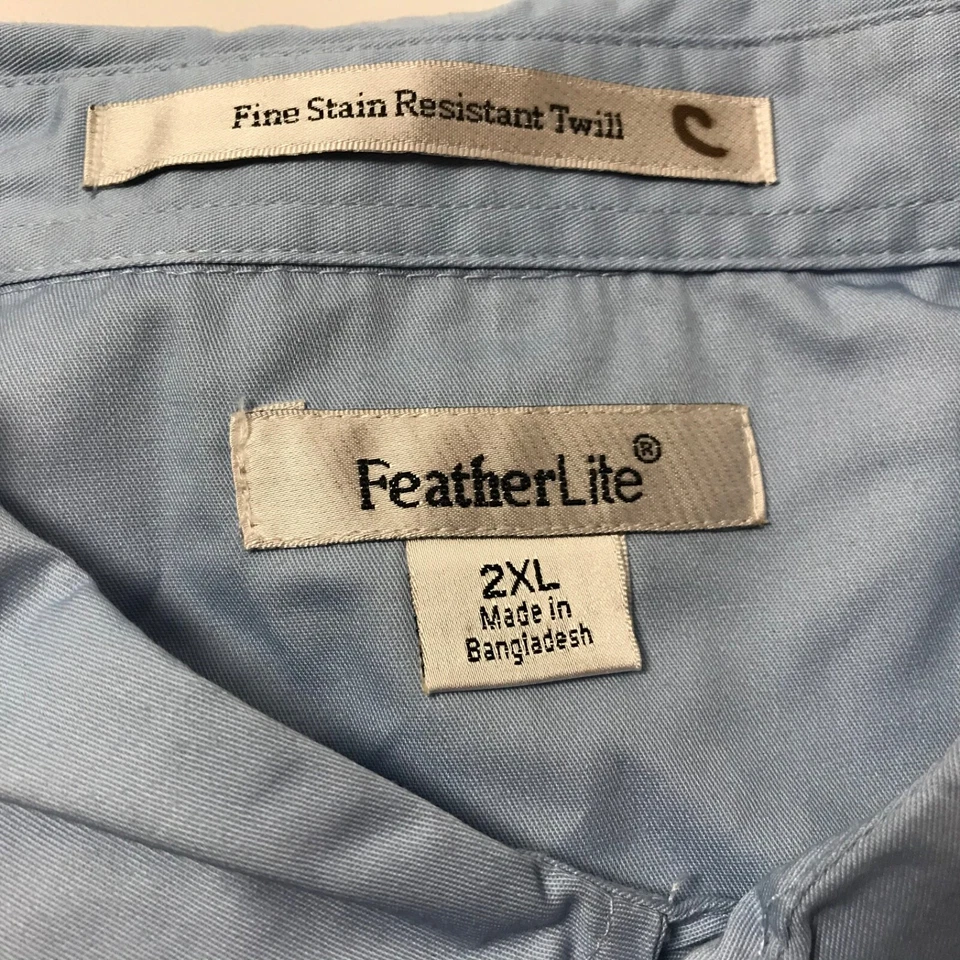 Fine Stain Resistant Twill C
FeatherLite®
2XL
Made in
Bangladesh